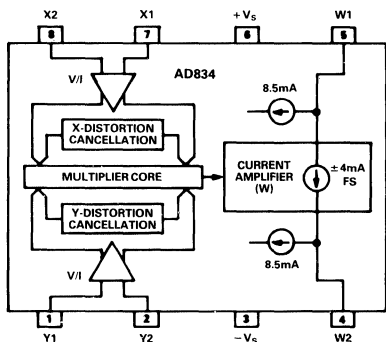 X2 X1 +VS W1
8 7 6 5
AD834
V/I
8.5mA
X-DISTORTION
CANCELLATION
MULTIPLIER CORE
CURRENT
AMPLIFIER
(W)
±4mA
FS
Y-DISTORTION
CANCELLATION
8.5mA
V/I
1 2 3 4
Y1 Y2 −VS W2